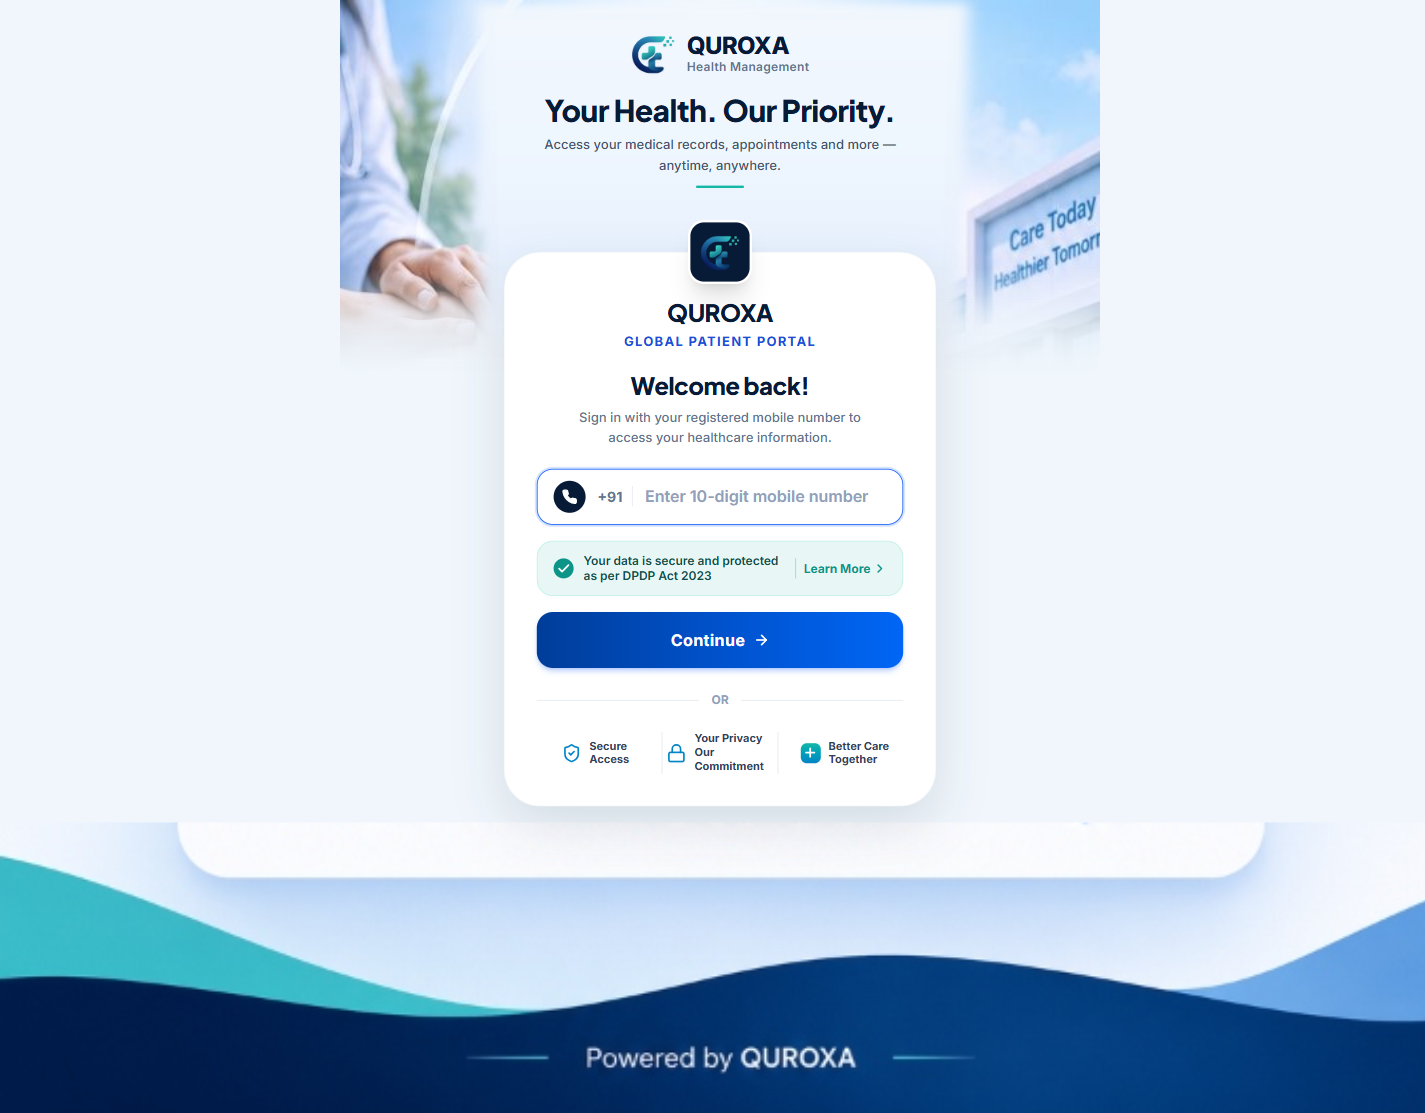 QUROXA
Health Management
Your Health. Our Priority.
Access your medical records, appointments and more —
anytime, anywhere.
Care Today
Healthier Tomorr
QUROXA
GLOBAL PATIENT PORTAL
Welcome back!
Sign in with your registered mobile number to
access your healthcare information.
+91 Enter 10-digit mobile number
Your data is secure and protected
as per DPDP Act 2023
Learn More
Continue
OR
Secure
Access
Your Privacy
Our
Commitment
Better Care
Together
Powered by QUROXA